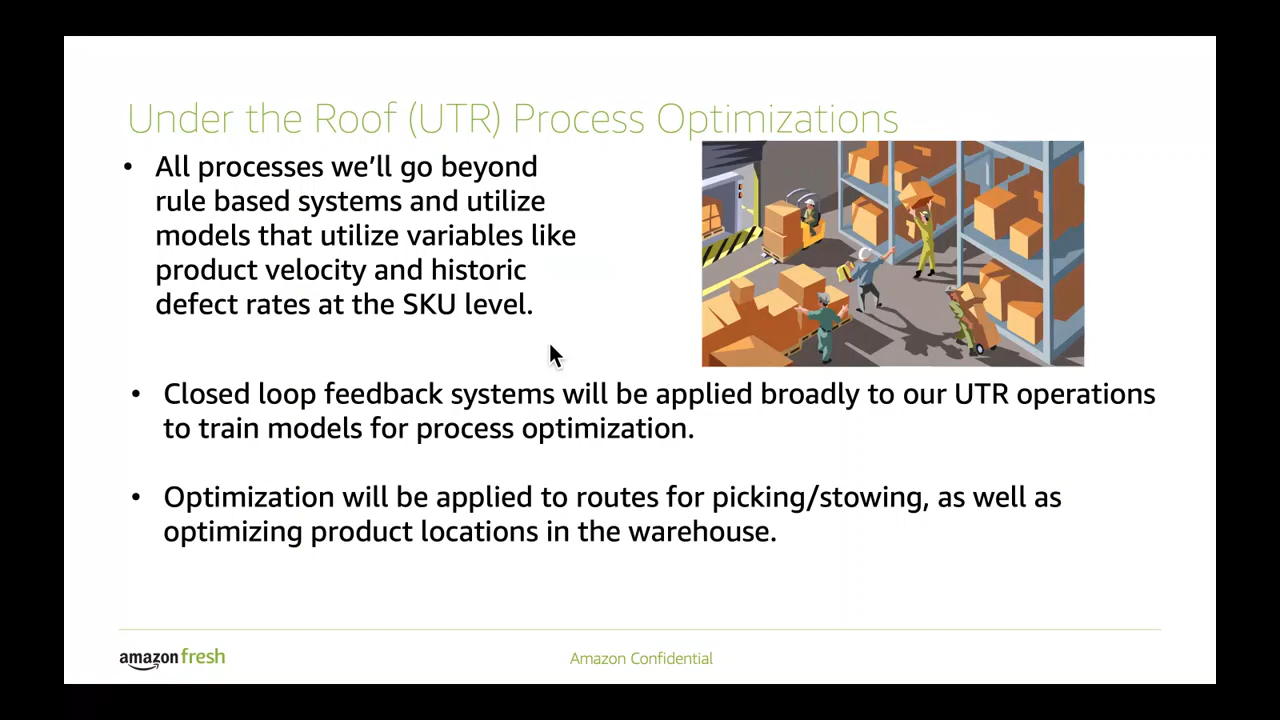 Under the Roof (UTR) Process Optimizations
• All processes we'll go beyond
rule based systems and utilize
models that utilize variables like
product velocity and historic
defect rates at the SKU level.
• Closed loop feedback systems will be applied broadly to our UTR operations
to train models for process optimization.
• Optimization will be applied to routes for picking/stowing, as well as
optimizing product locations in the warehouse.
amazon fresh
Amazon Confidential